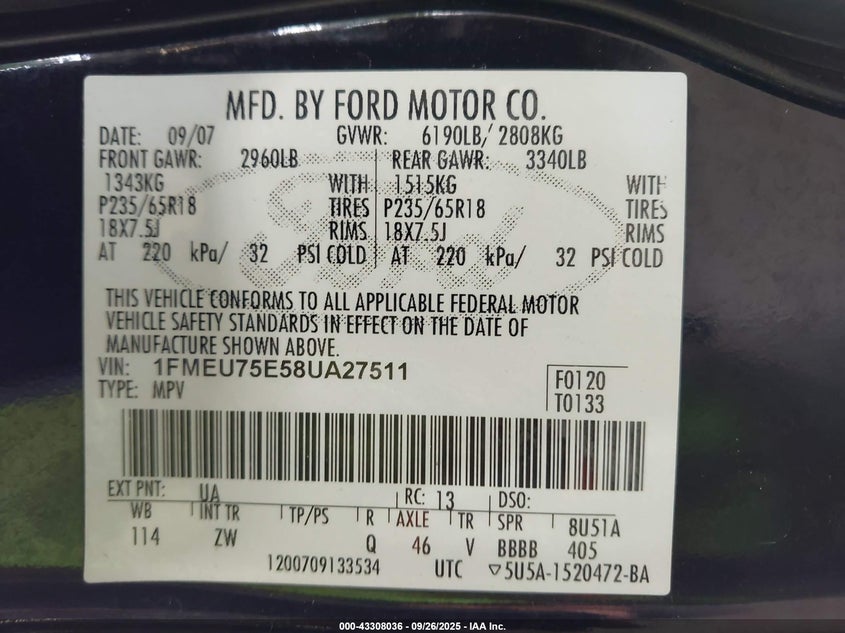 MFD. BY FORD MOTOR CO.
DATE: 09/07 GVWR: 6190LB/ 2808KG
FRONT GAWR: 2960LB REAR GAWR: 3340LB
1343KG WITH 1515KG WITH
P235/65R18 TIRES P235/65R18 TIRES
18X7.5J RIMS 18X7.5J RIMS
AT 220 kPa/ 32 PSI COLD AT 220 kPa/ 32 PSI COLD
Ford
THIS VEHICLE CONFORMS TO ALL APPLICABLE FEDERAL MOTOR
VEHICLE SAFETY STANDARDS IN EFFECT ON THE DATE OF
MANUFACTURE SHOWN ABOVE.
VIN: 1FMEU75E58UA27511
TYPE: MPV
F0120
T0133
EXT PNT: UA RC: 13 DSO:
WB INT TR TP/PS R AXLE TR SPR 8U51A
114 ZW Q 46 V BBBB 405
1200709133534 UTC ▽5U5A-1520472-BA
000-43308036 - 09/26/2025 - IAA Inc.